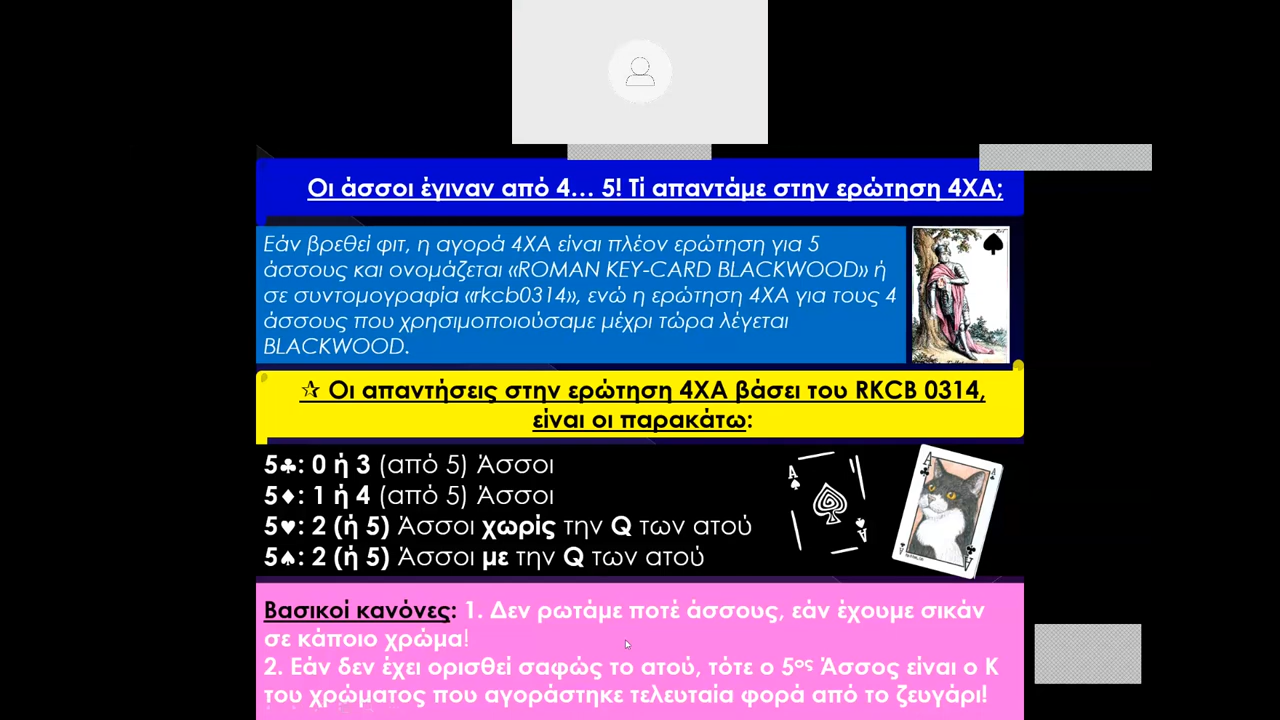 Οι άσσοι έγιναν από 4... 5! Τί απαντάμε στην ερώτηση 4ΧΑ;
Εάν βρεθεί φιτ, η αγορά 4ΧΑ είναι πλέον ερώτηση για 5
άσσους και ονομάζεται «ROMAN KEY-CARD BLACKWOOD» ή
σε συντομογραφία «rkcb0314», ενώ η ερώτηση 4ΧΑ για τους 4
άσσους που χρησιμοποιούσαμε μέχρι τώρα λέγεται
BLACKWOOD.
✰ Οι απαντήσεις στην ερώτηση 4ΧΑ βάσει του RKCB 0314,
είναι οι παρακάτω:
5♣: 0 ή 3 (από 5) Άσσοι
5♦: 1 ή 4 (από 5) Άσσοι
5♥: 2 (ή 5) Άσσοι χωρίς την Q των ατού
5♠: 2 (ή 5) Άσσοι με την Q των ατού
Βασικοί κανόνες: 1. Δεν ρωτάμε ποτέ άσσους, εάν έχουμε σικάν
σε κάποιο χρώμα!
2. Εάν δεν έχει ορισθεί σαφώς το ατού, τότε ο 5ος Άσσος είναι ο Κ
του χρώματος που αγοράστηκε τελευταία φορά από το ζευγάρι!